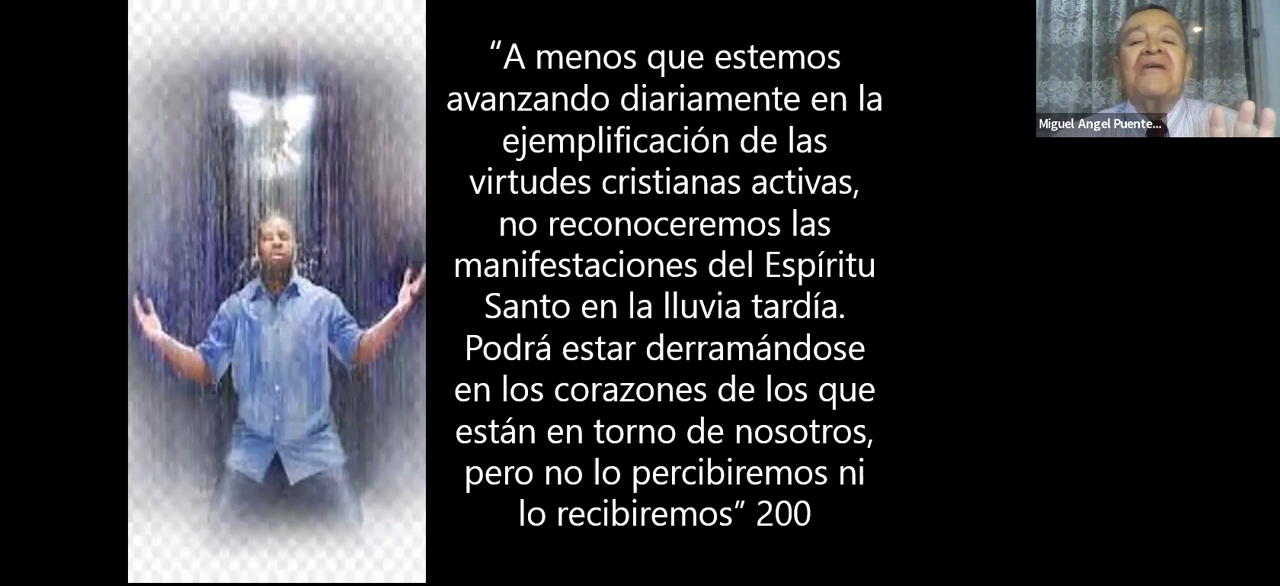 “A menos que estemos
avanzando diariamente en la
ejemplificación de las
virtudes cristianas activas,
no reconoceremos las
manifestaciones del Espíritu
Santo en la lluvia tardía.
Podrá estar derramándose
en los corazones de los que
están en torno de nosotros,
pero no lo percibiremos ni
lo recibiremos” 200
Miguel Angel Puente...